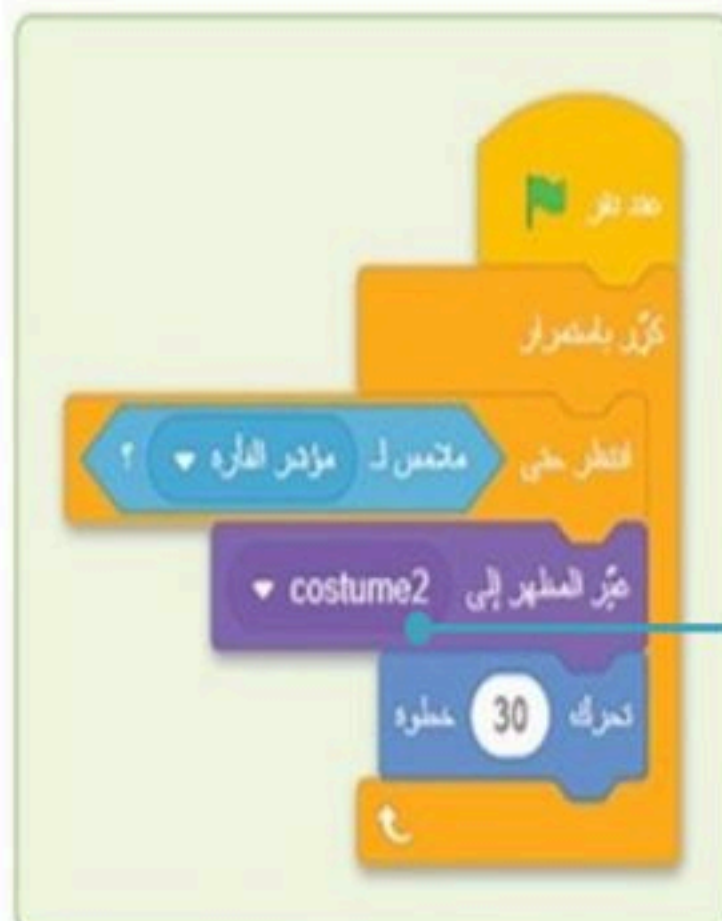 عند نقر
كرِّر باستمرار
انتظر حتى ملامس لـ مؤشر الفأرة ؟
غيِّر المظهر إلى costume2
تحرك 30 خطوة